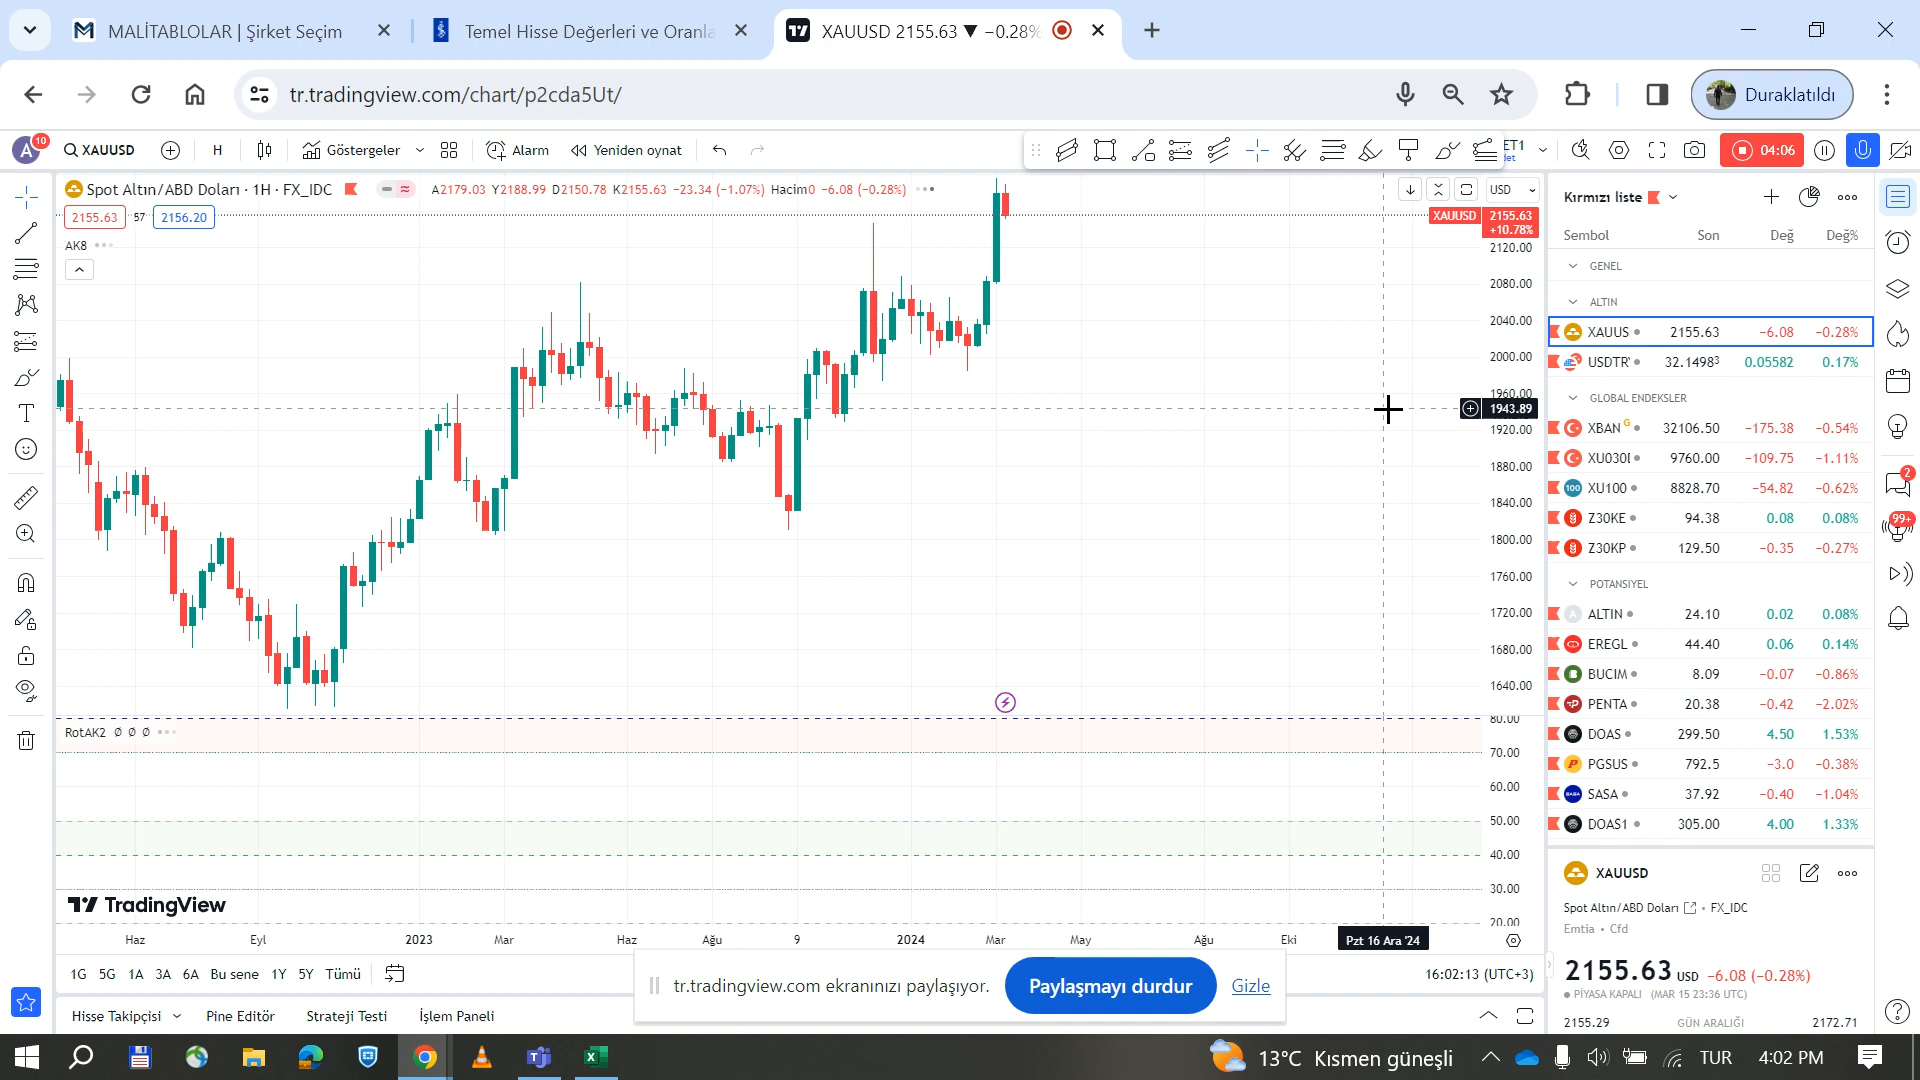 MALİTABLOLAR | Şirket Seçim
Temel Hisse Değerleri ve Oranla
XAUUSD 2155.63 ▼ −0.28%
tr.tradingview.com/chart/p2cda5Ut/
Duraklatıldı
A 10
XAUUSD
H
Göstergeler
Alarm
Yeniden oynat
04:06
Spot Altın/ABD Doları · 1H · FX_IDC
A2179.03 Y2188.99 D2150.78 K2155.63 −23.34 (−1.07%) Hacim0 −6.08 (−0.28%)
2155.63 57 2156.20
AK8
USD
XAUUSD 2155.63
+10.78%
2120.00
2080.00
2040.00
2000.00
1960.00
1943.89
1920.00
1880.00
1840.00
1800.00
1760.00
1720.00
1680.00
1640.00
80.00
RotAK2 Ø Ø Ø
70.00
60.00
50.00
40.00
30.00
20.00
TradingView
Haz Eyl 2023 Mar Haz Ağu 9 2024 Mar May Ağu Eki Pzt 16 Ara '24
1G 5G 1A 3A 6A Bu sene 1Y 5Y Tümü
16:02:13 (UTC+3)
tr.tradingview.com ekranınızı paylaşıyor. Paylaşmayı durdur Gizle
Hisse Takipçisi Pine Editör Strateji Testi İşlem Paneli
Kırmızı liste
Sembol Son Değ Değ%
GENEL
ALTIN
XAUUS 2155.63 −6.08 −0.28%
USDTR 32.1498³ 0.05582 0.17%
GLOBAL ENDEKSLER
XBAN G 32106.50 −175.38 −0.54%
XU030 9760.00 −109.75 −1.11%
XU100 8828.70 −54.82 −0.62%
Z30KE 94.38 0.08 0.08%
Z30KP 129.50 −0.35 −0.27%
POTANSIYEL
ALTIN 24.10 0.02 0.08%
EREGL 44.40 0.06 0.14%
BUCIM 8.09 −0.07 −0.86%
PENTA 20.38 −0.42 −2.02%
DOAS 299.50 4.50 1.53%
PGSUS 792.5 −3.0 −0.38%
SASA 37.92 −0.40 −1.04%
DOAS1 305.00 4.00 1.33%
2
99+
XAUUSD
Spot Altın/ABD Doları • FX_IDC
Emtia • Cfd
2155.63 USD −6.08 (−0.28%)
PİYASA KAPALI (MAR 15 23:36 UTC)
2155.29 GÜN ARALIĞI 2172.71
13°C Kısmen güneşli
TUR
4:02 PM